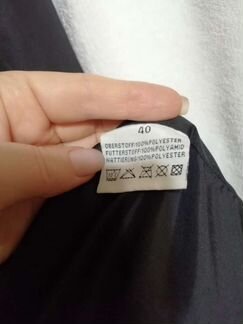 40
OBERSTOFF:100%POLYESTER
FUTTERSTOFF:100%POLYAMID
WATTIERUNG:100%POLYESTER